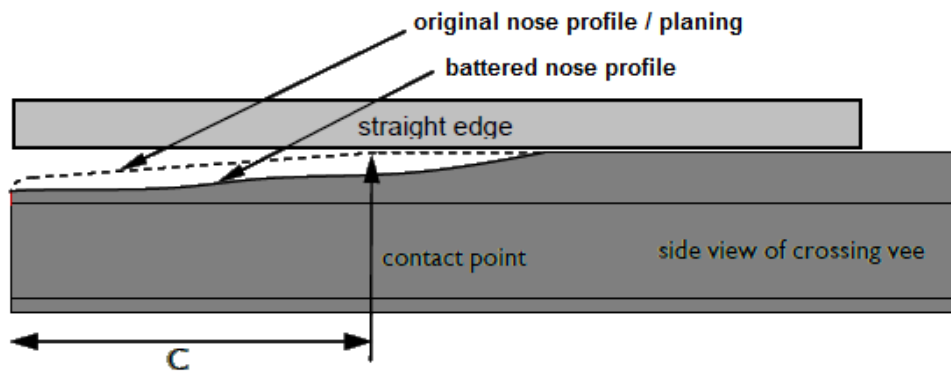 original nose profile / planing
battered nose profile
straight edge
contact point
side view of crossing vee
C